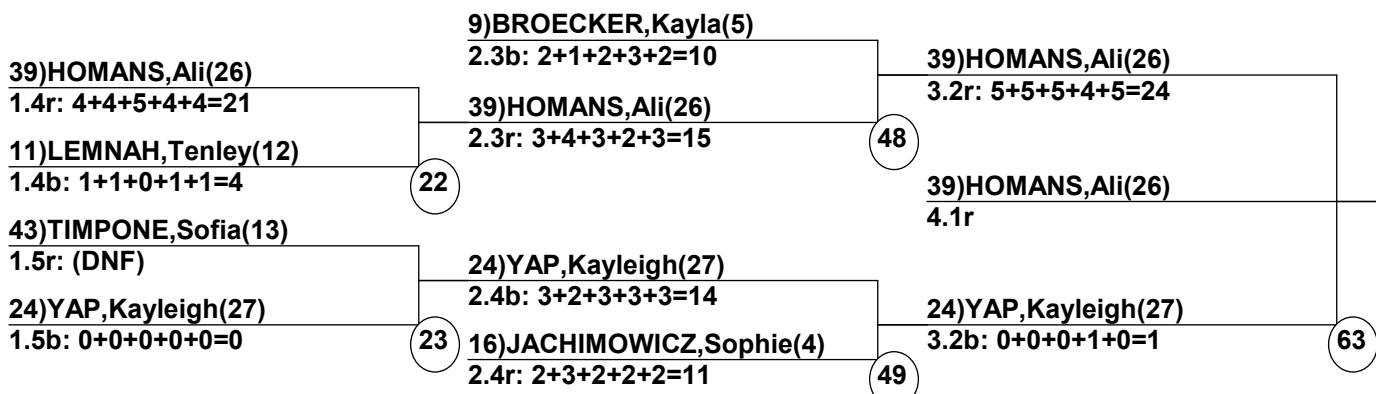 39)HOMANS,Ali(26)
1.4r: 4+4+5+4+4=21
11)LEMNAH,Tenley(12)
1.4b: 1+1+0+1+1=4
22
43)TIMPONE,Sofia(13)
1.5r: (DNF)
24)YAP,Kayleigh(27)
1.5b: 0+0+0+0+0=0
23
9)BROECKER,Kayla(5)
2.3b: 2+1+2+3+2=10
39)HOMANS,Ali(26)
2.3r: 3+4+3+2+3=15
48
24)YAP,Kayleigh(27)
2.4b: 3+2+3+3+3=14
16)JACHIMOWICZ,Sophie(4)
2.4r: 2+3+2+2+2=11
49
39)HOMANS,Ali(26)
3.2r: 5+5+5+4+5=24
39)HOMANS,Ali(26)
4.1r
24)YAP,Kayleigh(27)
3.2b: 0+0+0+1+0=1
63